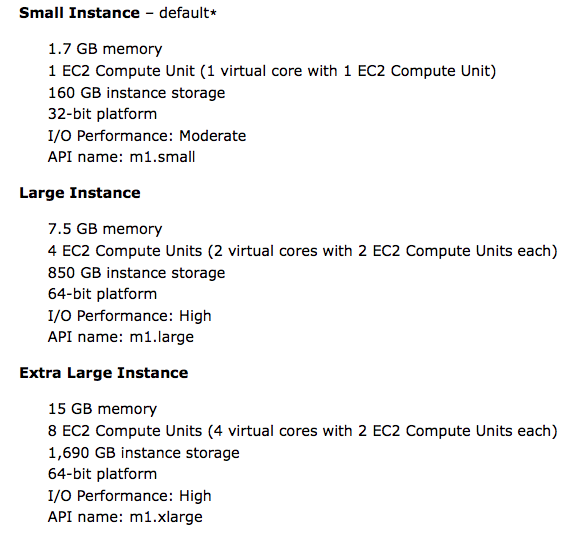 Small Instance – default*
1.7 GB memory
1 EC2 Compute Unit (1 virtual core with 1 EC2 Compute Unit)
160 GB instance storage
32-bit platform
I/O Performance: Moderate
API name: m1.small
Large Instance
7.5 GB memory
4 EC2 Compute Units (2 virtual cores with 2 EC2 Compute Units each)
850 GB instance storage
64-bit platform
I/O Performance: High
API name: m1.large
Extra Large Instance
15 GB memory
8 EC2 Compute Units (4 virtual cores with 2 EC2 Compute Units each)
1,690 GB instance storage
64-bit platform
I/O Performance: High
API name: m1.xlarge